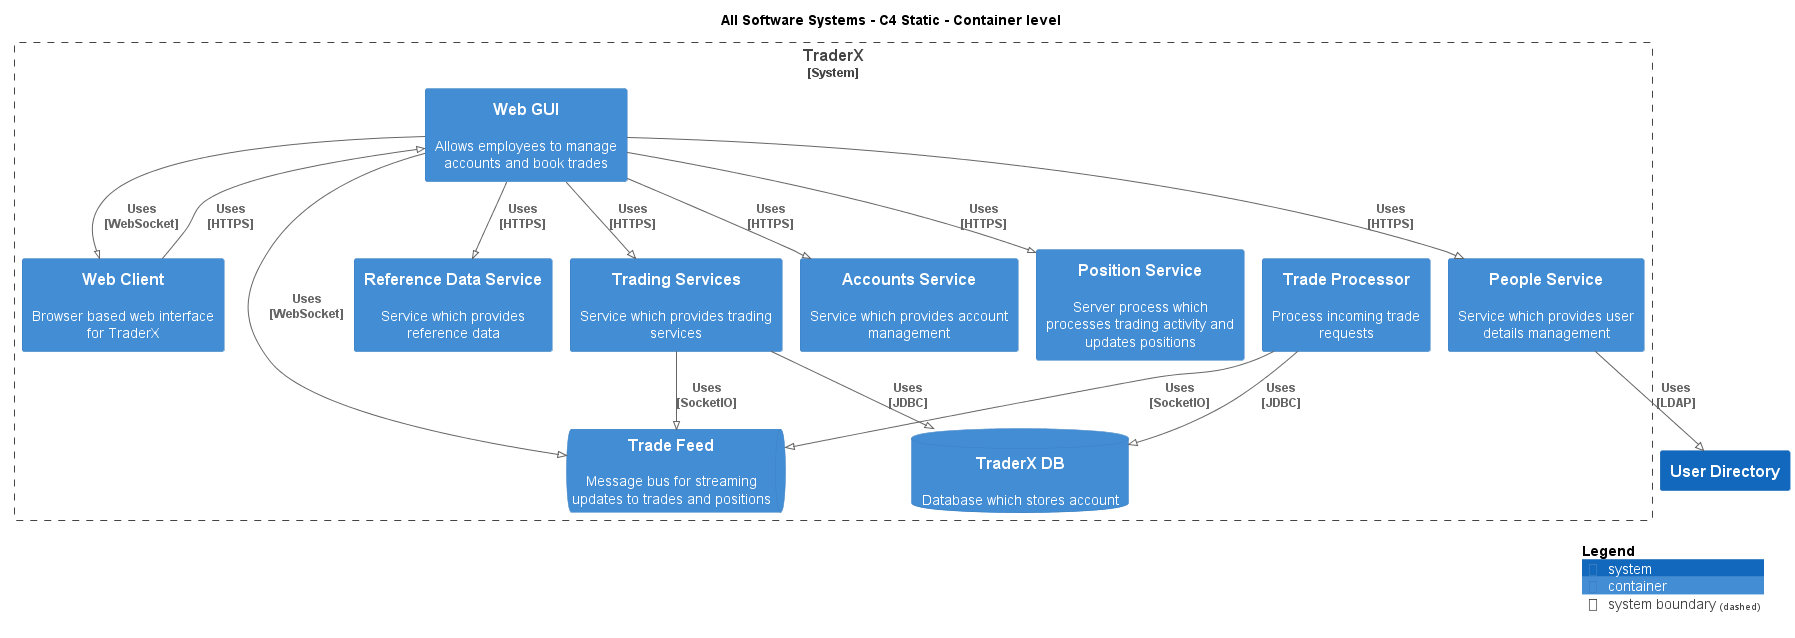 All Software Systems - C4 Static - Container level
TraderX
[System]
Web GUI
Allows employees to manage
accounts and book trades
Uses
[WebSocket]
Uses
[HTTPS]
Uses
[HTTPS]
Uses
[HTTPS]
Uses
[HTTPS]
Uses
[HTTPS]
Uses
[HTTPS]
Web Client
Browser based web interface
for TraderX
Uses
[WebSocket]
Reference Data Service
Service which provides
reference data
Trading Services
Service which provides trading
services
Accounts Service
Service which provides account
management
Position Service
Server process which
processes trading activity and
updates positions
Trade Processor
Process incoming trade
requests
People Service
Service which provides user
details management
Uses
[SocketIO]
Uses
[JDBC]
Uses
[SocketIO]
Uses
[JDBC]
Uses
[LDAP]
Trade Feed
Message bus for streaming
updates to trades and positions
TraderX DB
Database which stores account
User Directory
Legend
system
container
system boundary (dashed)